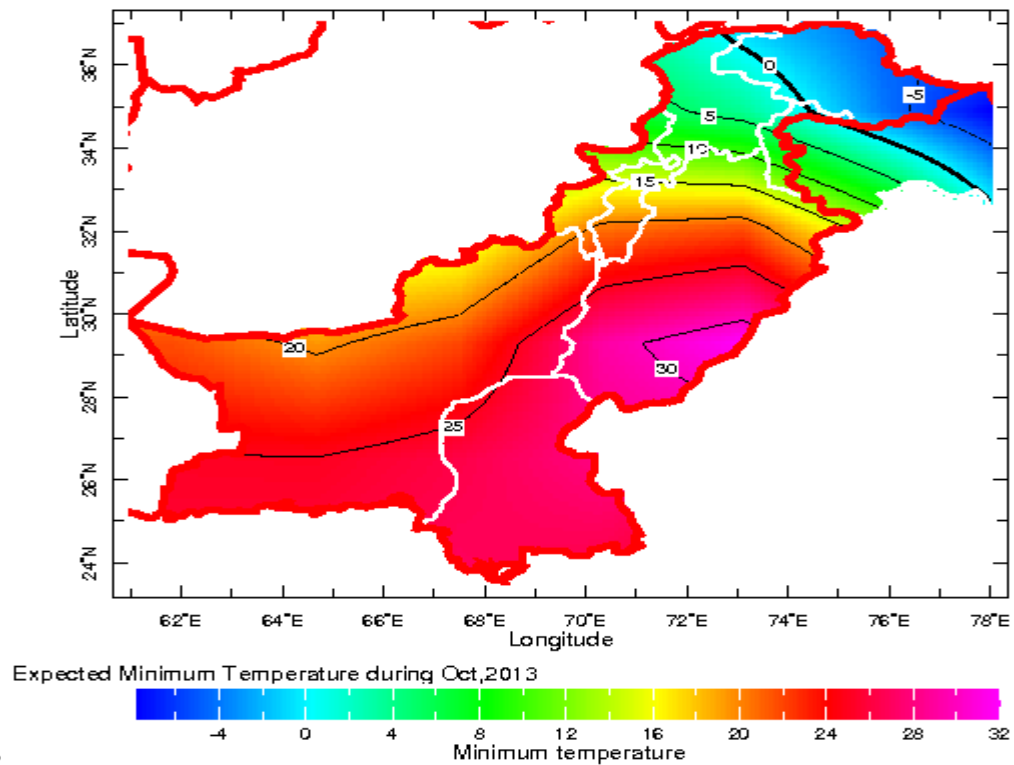 36°N
34°N
32°N
30°N
28°N
26°N
24°N
Latitude
0
-5
5
10
15
20
25
30
62°E 64°E 66°E 68°E 70°E 72°E 74°E 76°E 78°E
Longitude
Expected Minimum Temperature during Oct,2013
-4 0 4 8 12 16 20 24 28 32
Minimum temperature